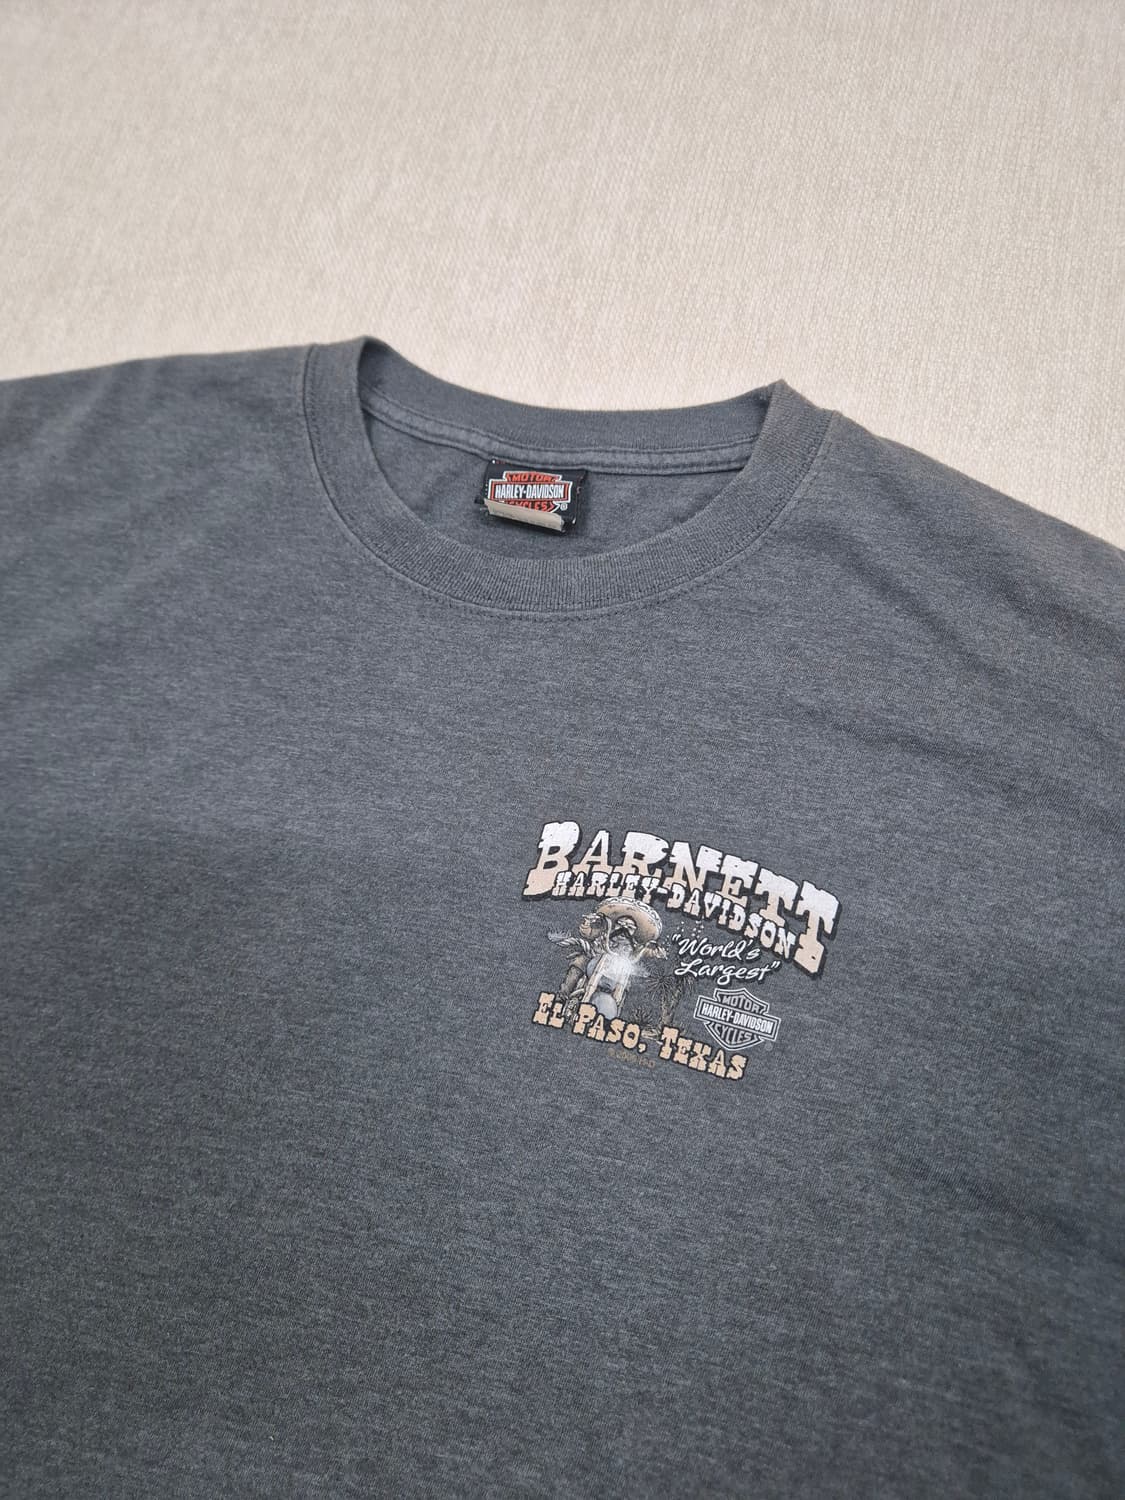 MOTOR
HARLEY-DAVIDSON
CYCLES
®
BARNETT
HARLEY-DAVIDSON
"World's
Largest"
MOTOR
HARLEY-DAVIDSON
CYCLES
EL PASO, TEXAS